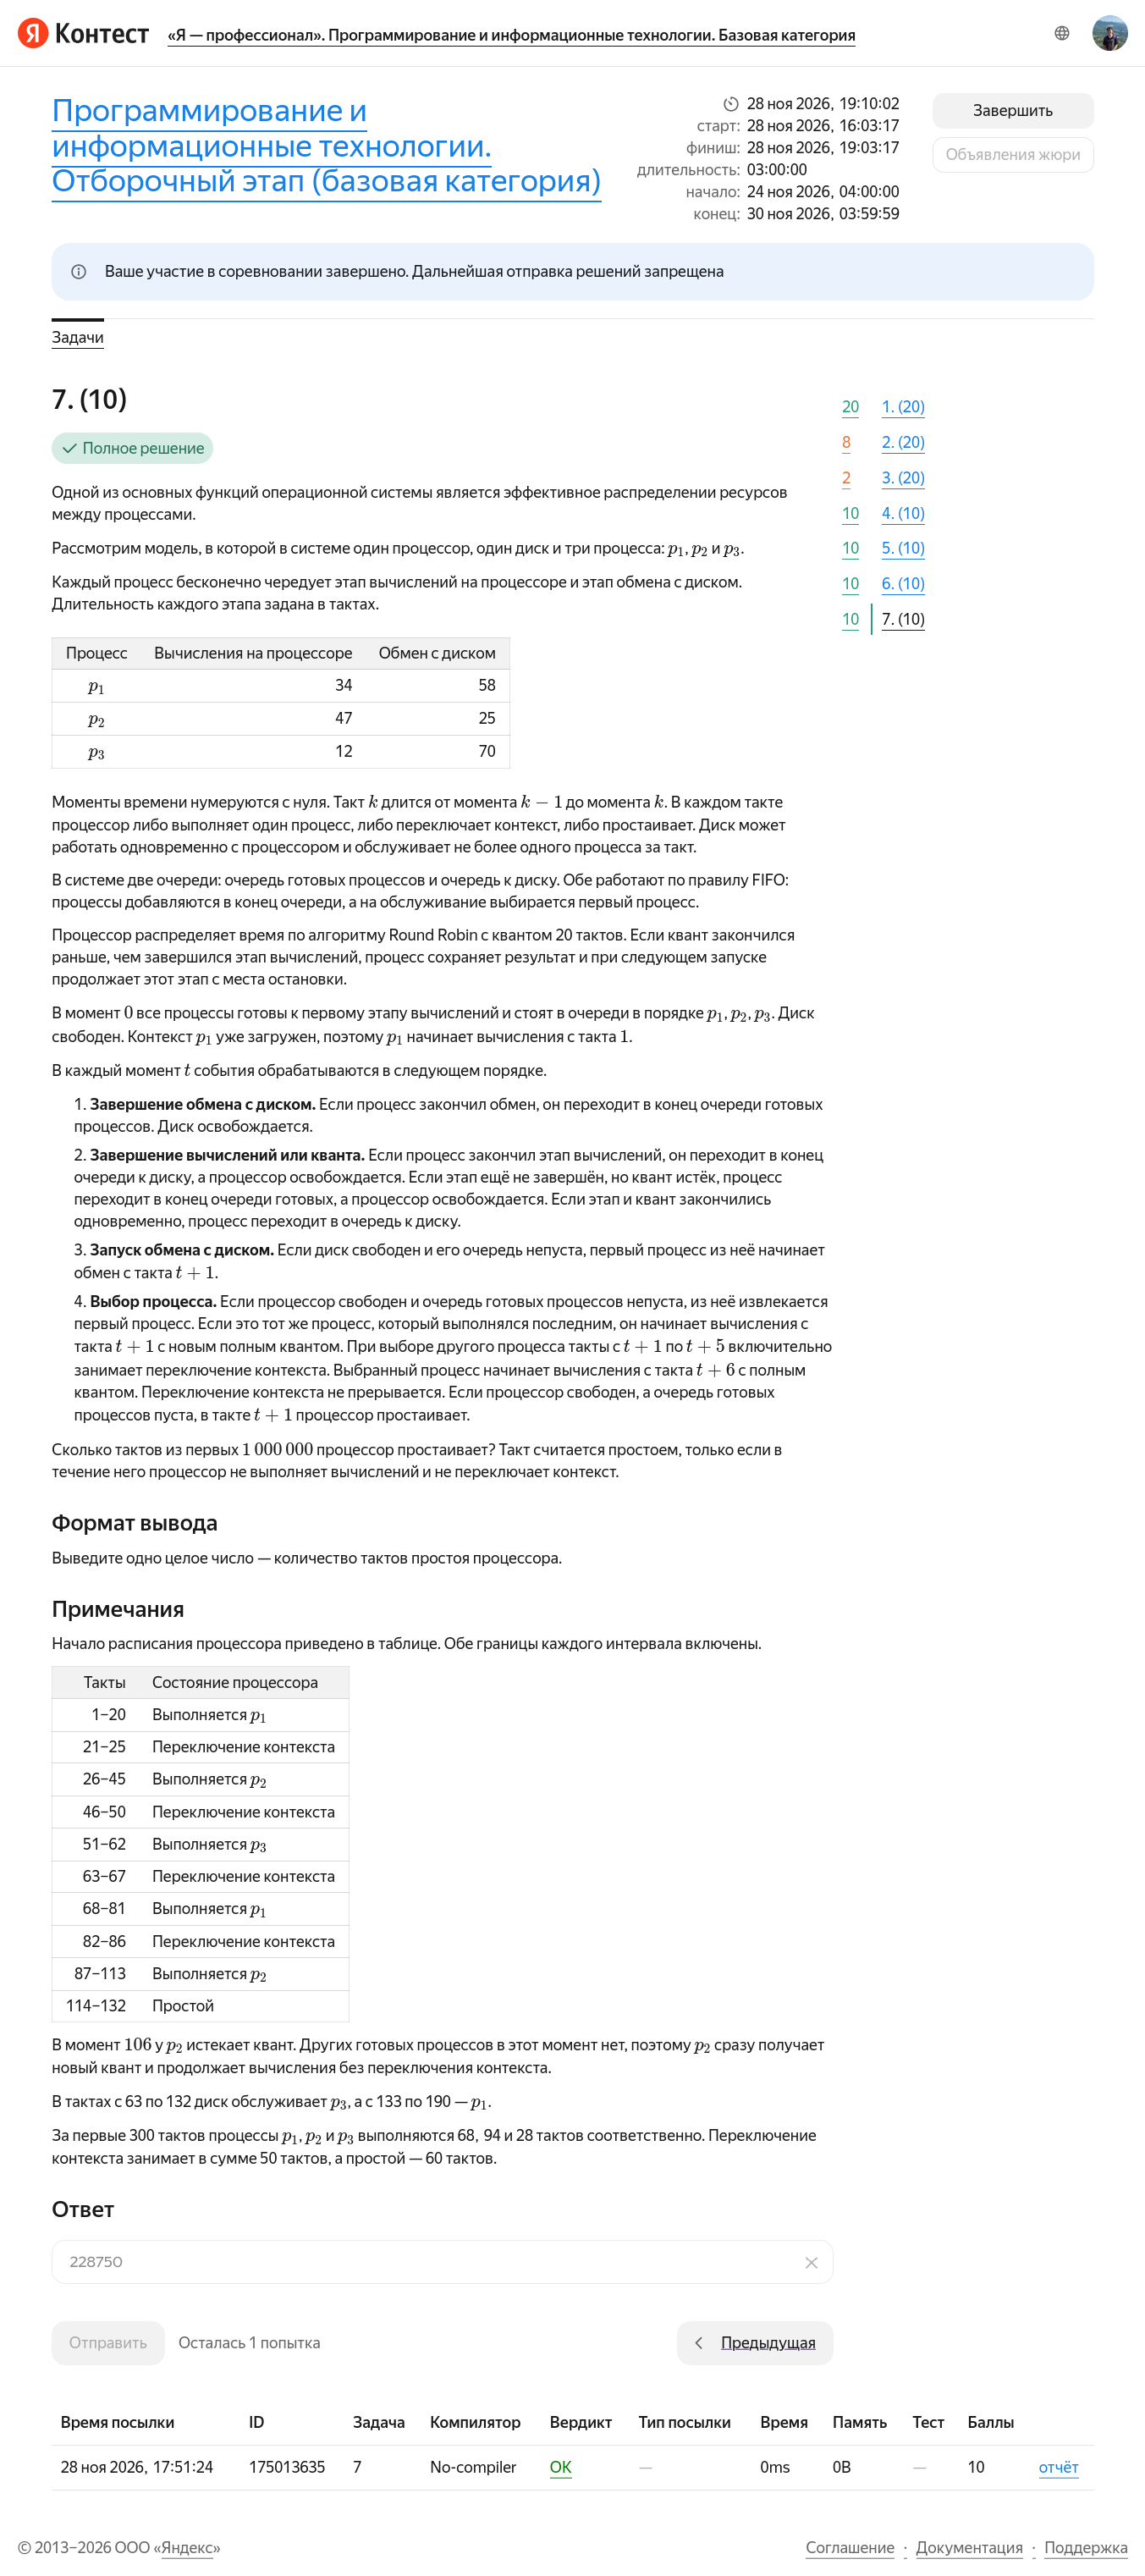 Я Контест
«Я — профессионал». Программирование и информационные технологии. Базовая категория
Программирование и
информационные технологии.
Отборочный этап (базовая категория)
28 ноя 2026, 19:10:02
старт: 28 ноя 2026, 16:03:17
финиш: 28 ноя 2026, 19:03:17
длительность: 03:00:00
начало: 24 ноя 2026, 04:00:00
конец: 30 ноя 2026, 03:59:59
Завершить
Объявления жюри
Ваше участие в соревновании завершено. Дальнейшая отправка решений запрещена
Задачи
7. (10)
Полное решение
20 1. (20)
8 2. (20)
2 3. (20)
10 4. (10)
10 5. (10)
10 6. (10)
10 7. (10)
Одной из основных функций операционной системы является эффективное распределении ресурсов
между процессами.
Рассмотрим модель, в которой в системе один процессор, один диск и три процесса: p1, p2 и p3.
Каждый процесс бесконечно чередует этап вычислений на процессоре и этап обмена с диском.
Длительность каждого этапа задана в тактах.
Процесс Вычисления на процессоре Обмен с диском
p1 34 58
p2 47 25
p3 12 70
Моменты времени нумеруются с нуля. Такт k длится от момента k − 1 до момента k. В каждом такте
процессор либо выполняет один процесс, либо переключает контекст, либо простаивает. Диск может
работать одновременно с процессором и обслуживает не более одного процесса за такт.
В системе две очереди: очередь готовых процессов и очередь к диску. Обе работают по правилу FIFO:
процессы добавляются в конец очереди, а на обслуживание выбирается первый процесс.
Процессор распределяет время по алгоритму Round Robin с квантом 20 тактов. Если квант закончился
раньше, чем завершился этап вычислений, процесс сохраняет результат и при следующем запуске
продолжает этот этап с места остановки.
В момент 0 все процессы готовы к первому этапу вычислений и стоят в очереди в порядке p1, p2, p3. Диск
свободен. Контекст p1 уже загружен, поэтому p1 начинает вычисления с такта 1.
В каждый момент t события обрабатываются в следующем порядке.
1. Завершение обмена с диском. Если процесс закончил обмен, он переходит в конец очереди готовых
процессов. Диск освобождается.
2. Завершение вычислений или кванта. Если процесс закончил этап вычислений, он переходит в конец
очереди к диску, а процессор освобождается. Если этап ещё не завершён, но квант истёк, процесс
переходит в конец очереди готовых, а процессор освобождается. Если этап и квант закончились
одновременно, процесс переходит в очередь к диску.
3. Запуск обмена с диском. Если диск свободен и его очередь непуста, первый процесс из неё начинает
обмен с такта t + 1.
4. Выбор процесса. Если процессор свободен и очередь готовых процессов непуста, из неё извлекается
первый процесс. Если это тот же процесс, который выполнялся последним, он начинает вычисления с
такта t + 1 с новым полным квантом. При выборе другого процесса такты с t + 1 по t + 5 включительно
занимает переключение контекста. Выбранный процесс начинает вычисления с такта t + 6 с полным
квантом. Переключение контекста не прерывается. Если процессор свободен, а очередь готовых
процессов пуста, в такте t + 1 процессор простаивает.
Сколько тактов из первых 1 000 000 процессор простаивает? Такт считается простоем, только если в
течение него процессор не выполняет вычислений и не переключает контекст.
Формат вывода
Выведите одно целое число — количество тактов простоя процессора.
Примечания
Начало расписания процессора приведено в таблице. Обе границы каждого интервала включены.
Такты Состояние процессора
1–20 Выполняется p1
21–25 Переключение контекста
26–45 Выполняется p2
46–50 Переключение контекста
51–62 Выполняется p3
63–67 Переключение контекста
68–81 Выполняется p1
82–86 Переключение контекста
87–113 Выполняется p2
114–132 Простой
В момент 106 у p2 истекает квант. Других готовых процессов в этот момент нет, поэтому p2 сразу получает
новый квант и продолжает вычисления без переключения контекста.
В тактах с 63 по 132 диск обслуживает p3, а с 133 по 190 — p1.
За первые 300 тактов процессы p1, p2 и p3 выполняются 68, 94 и 28 тактов соответственно. Переключение
контекста занимает в сумме 50 тактов, а простой — 60 тактов.
Ответ
228750
Отправить Осталась 1 попытка Предыдущая
Время посылки ID Задача Компилятор Вердикт Тип посылки Время Память Тест Баллы
28 ноя 2026, 17:51:24 175013635 7 No-compiler OK — 0ms 0B — 10 отчёт
© 2013–2026 ООО «Яндекс» Соглашение · Документация · Поддержка